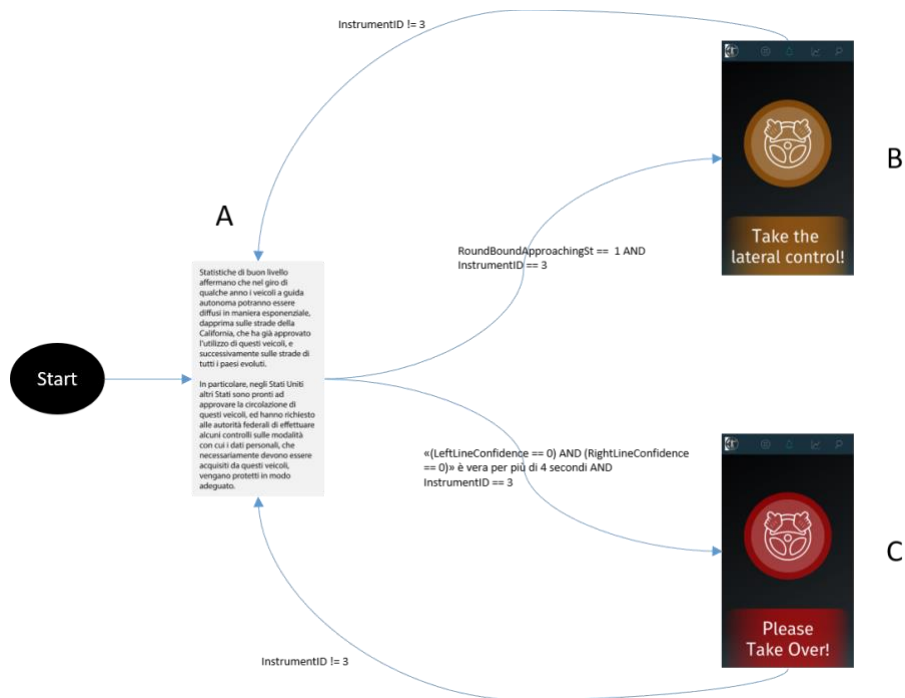 InstrumentID != 3
B
Take the
lateral control!
A
RoundBoundApproachingSt == 1 AND
InstrumentID == 3
Statistiche di buon livello
affermano che nel giro di
qualche anno i veicoli a guida
autonoma potranno essere
diffusi in maniera esponenziale,
dapprima sulle strade della
California, che ha già approvato
l'utilizzo di questi veicoli, e
successivamente sulle strade di
tutti i paesi evoluti.
In particolare, negli Stati Uniti
altri Stati sono pronti ad
approvare la circolazione di
questi veicoli, ed hanno richiesto
alle autorità federali di effettuare
alcuni controlli sulle modalità
con cui i dati personali, che
necessariamente devono essere
acquisiti da questi veicoli,
vengano protetti in modo
adeguato.
Start
«(LeftLineConfidence == 0) AND (RightLineConfidence
== 0)» è vera per più di 4 secondi AND
InstrumentID == 3
C
Please
Take Over!
InstrumentID != 3